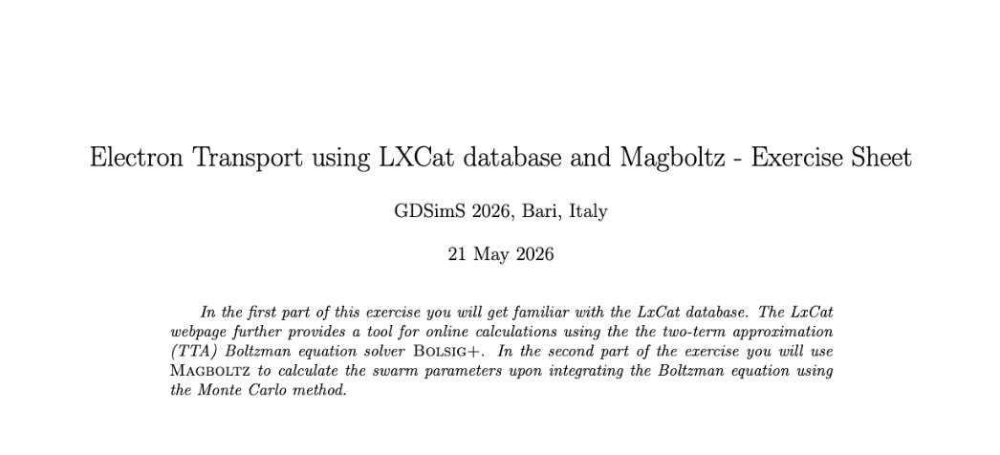 Electron Transport using LXCat database and Magboltz - Exercise Sheet
GDSimS 2026, Bari, Italy
21 May 2026
In the first part of this exercise you will get familiar with the LxCat database. The LxCat
webpage further provides a tool for online calculations using the the two-term approximation
(TTA) Boltzman equation solver BOLSIG+. In the second part of the exercise you will use
MAGBOLTZ to calculate the swarm parameters upon integrating the Boltzman equation using
the Monte Carlo method.